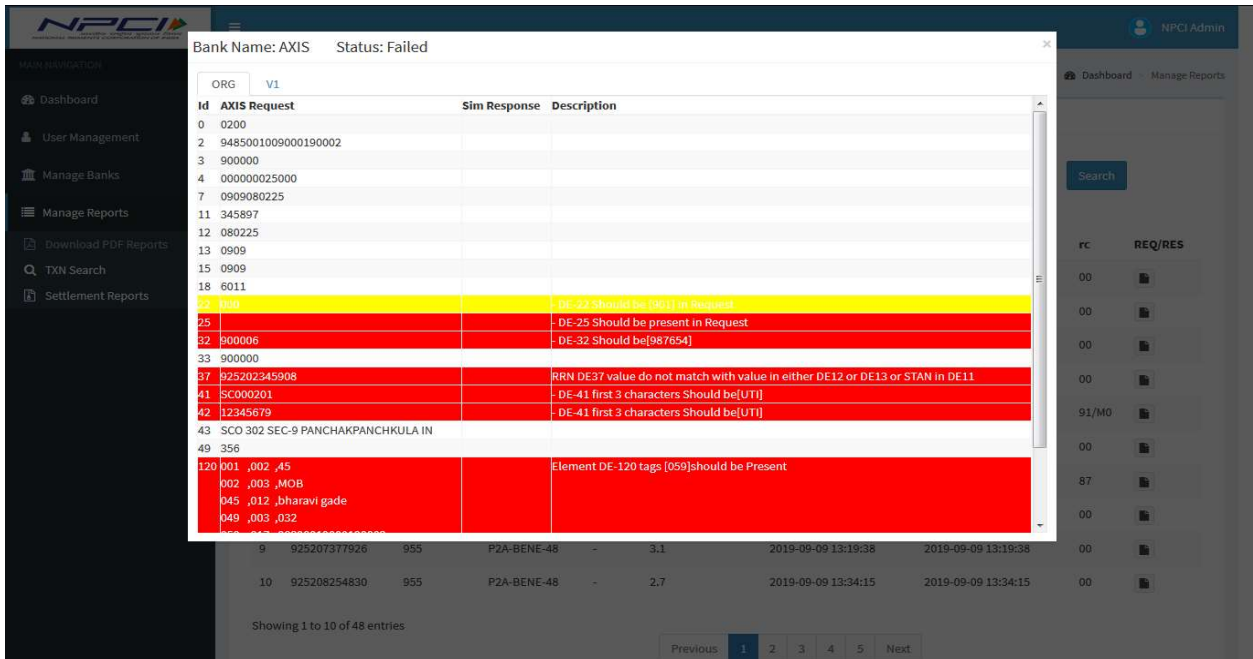 NPCI
NPCI Admin
Bank Name: AXIS Status: Failed ×
MAIN NAVIGATION
Dashboard Manage Reports
ORG V1
Dashboard
Id AXIS Request Sim Response Description
0 0200
2 9485001009000190002
User Management
3 900000
4 000000025000
Manage Banks
Search
7 0909080225
11 345897
Manage Reports
12 080225
13 0909
Download PDF Reports
rc REQ/RES
15 0909
TXN Search
18 6011
00
Settlement Reports
22 000 - DE-22 Should be [901] in Request
00
25 - DE-25 Should be present in Request
32 900006 - DE-32 Should be[987654]
00
33 900000
37 925202345908 RRN DE37 value do not match with value in either DE12 or DE13 or STAN in DE11
00
41 SC000201 - DE-41 first 3 characters Should be[UTI]
42 12345679 - DE-41 first 3 characters Should be[UTI]
91/M0
43 SCO 302 SEC-9 PANCHAKPANCHKULA IN
49 356
00
120 001 ,002 ,45 Element DE-120 tags [059]should be Present
002 ,003 ,MOB
87
045 ,012 ,bharavi gade
049 ,003 ,032
00
9 925207377926 955 P2A-BENE-48 - 3.1 2019-09-09 13:19:38 2019-09-09 13:19:38 00
10 925208254830 955 P2A-BENE-48 - 2.7 2019-09-09 13:34:15 2019-09-09 13:34:15 00
Showing 1 to 10 of 48 entries
Previous 1 2 3 4 5 Next